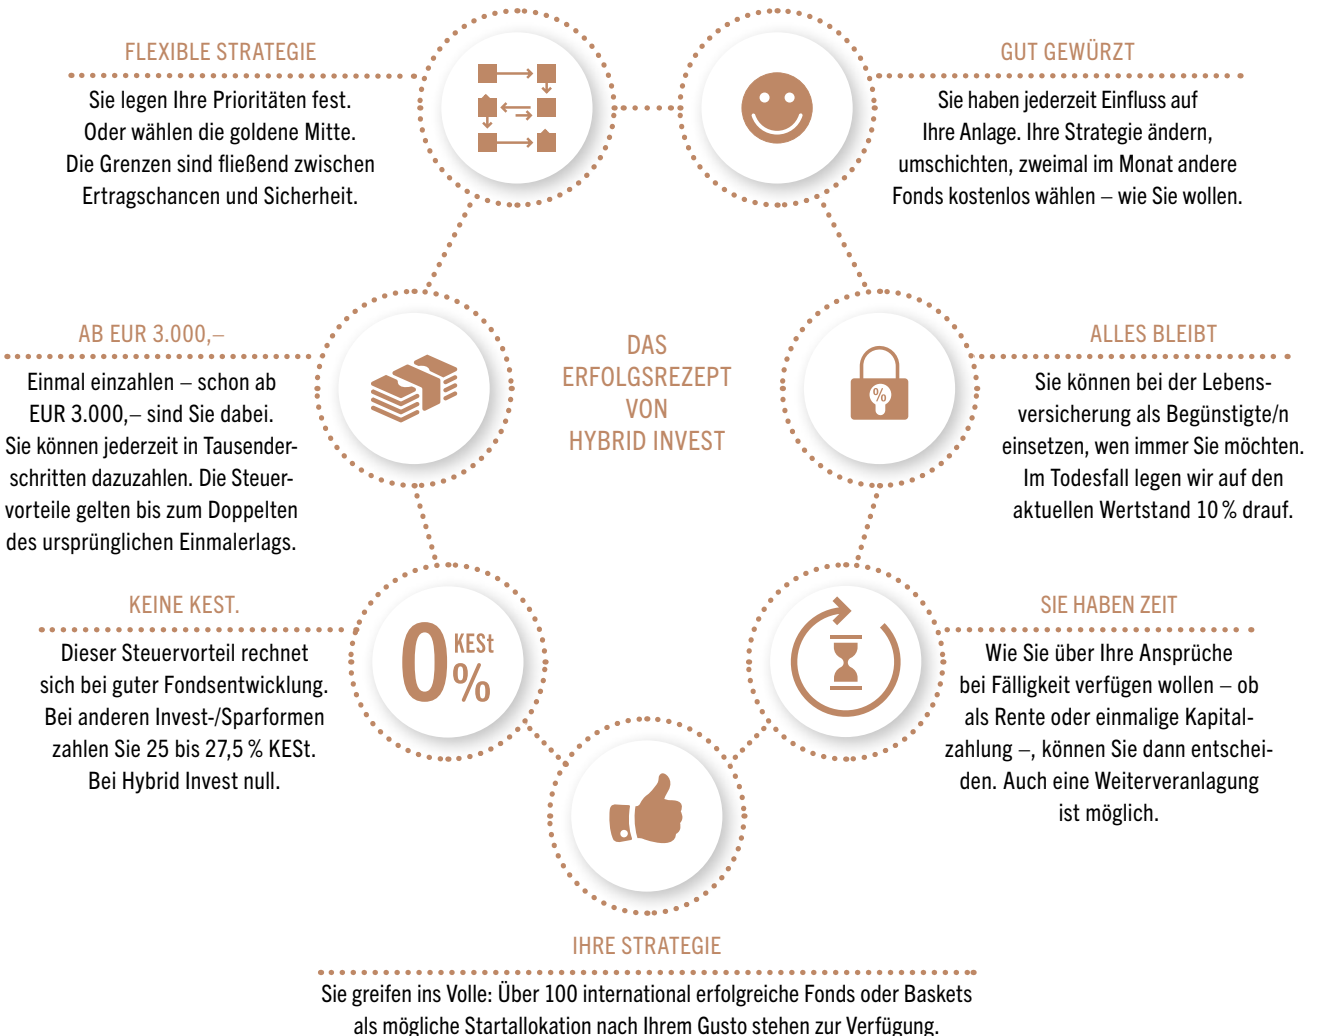 FLEXIBLE STRATEGIE
Sie legen Ihre Prioritäten fest.
Oder wählen die goldene Mitte.
Die Grenzen sind fließend zwischen
Ertragschancen und Sicherheit.
GUT GEWÜRZT
Sie haben jederzeit Einfluss auf
Ihre Anlage. Ihre Strategie ändern,
umschichten, zweimal im Monat andere
Fonds kostenlos wählen – wie Sie wollen.
AB EUR 3.000,–
Einmal einzahlen – schon ab
EUR 3.000,– sind Sie dabei.
Sie können jederzeit in Tausender-
schritten dazuzahlen. Die Steuer-
vorteile gelten bis zum Doppelten
des ursprünglichen Einmalerlags.
DAS
ERFOLGSREZEPT
VON
HYBRID INVEST
%
ALLES BLEIBT
Sie können bei der Lebens-
versicherung als Begünstigte/n
einsetzen, wen immer Sie möchten.
Im Todesfall legen wir auf den
aktuellen Wertstand 10 % drauf.
KEINE KEST.
Dieser Steuervorteil rechnet
sich bei guter Fondsentwicklung.
Bei anderen Invest-/Sparformen
zahlen Sie 25 bis 27,5 % KESt.
Bei Hybrid Invest null.
0 KESt
%
SIE HABEN ZEIT
Wie Sie über Ihre Ansprüche
bei Fälligkeit verfügen wollen – ob
als Rente oder einmalige Kapital-
zahlung –, können Sie dann entschei-
den. Auch eine Weiterveranlagung
ist möglich.
IHRE STRATEGIE
Sie greifen ins Volle: Über 100 international erfolgreiche Fonds oder Baskets
als mögliche Startallokation nach Ihrem Gusto stehen zur Verfügung.